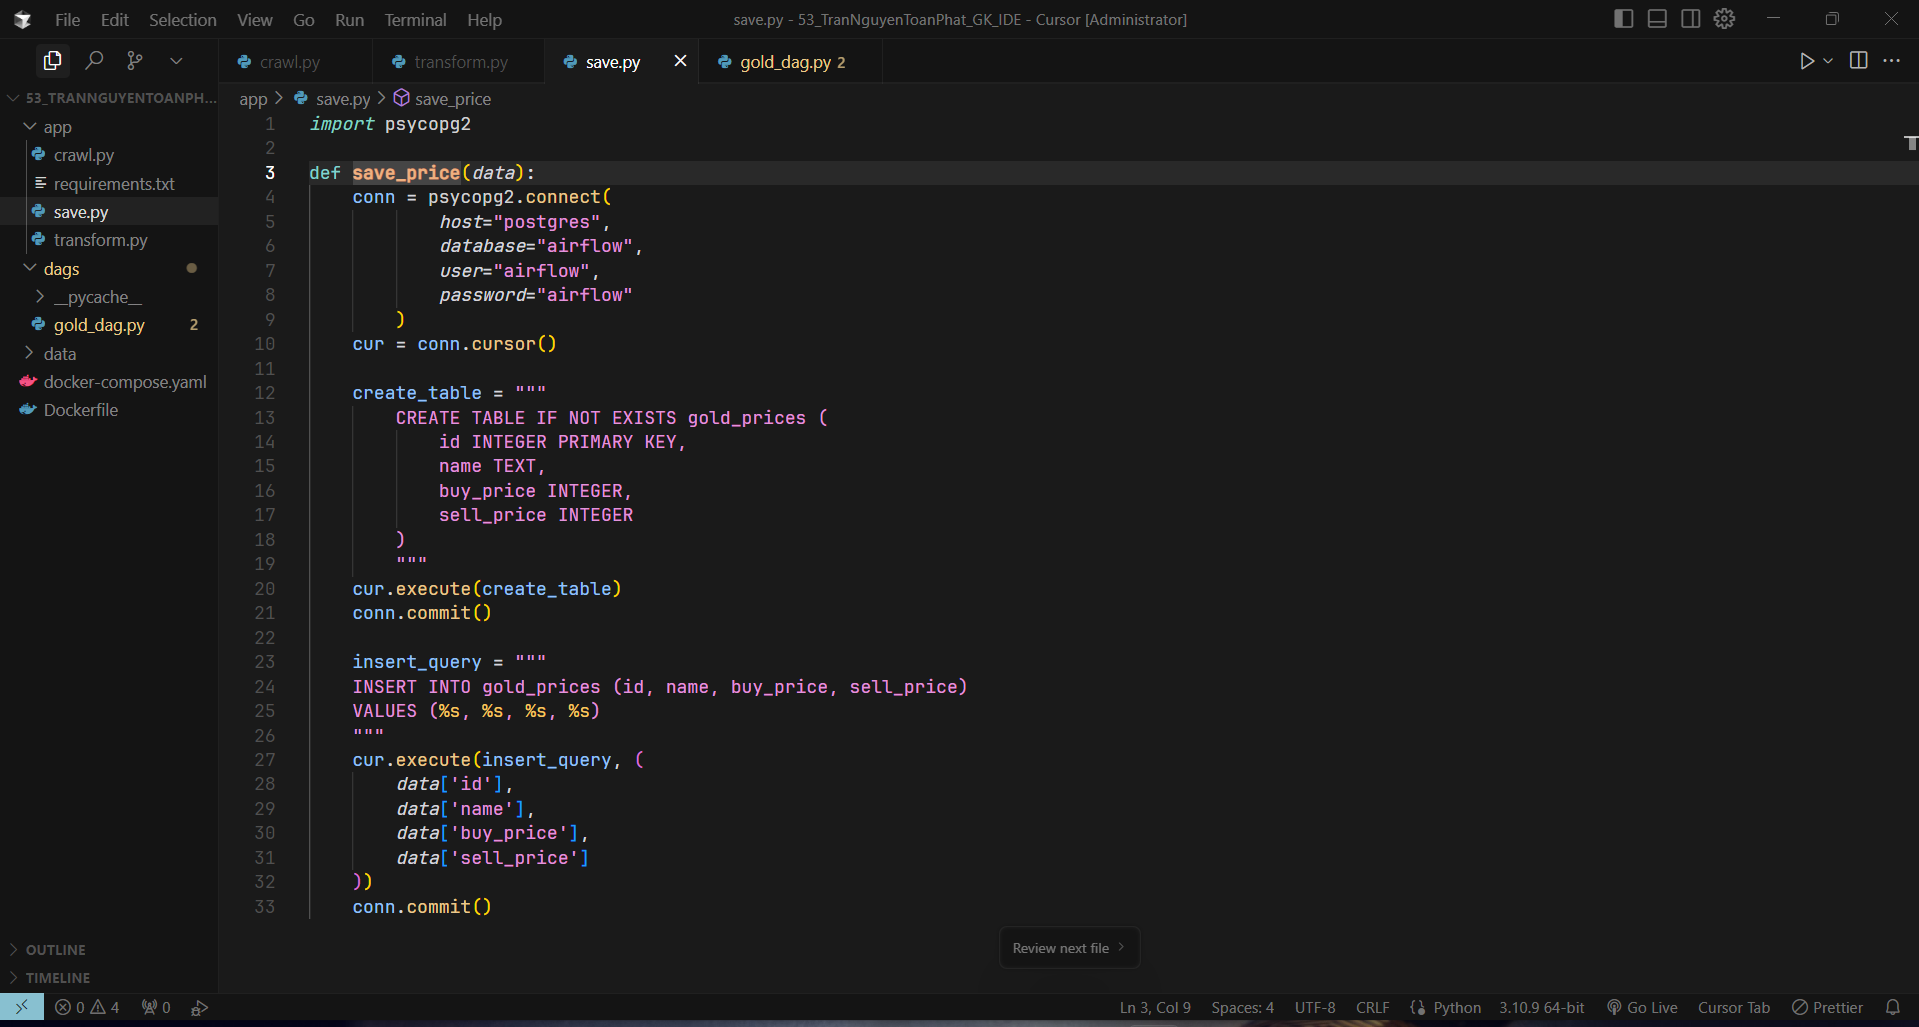 File Edit Selection View Go Run Terminal Help
save.py - 53_TranNguyenToanPhat_GK_IDE - Cursor [Administrator]
crawl.py
transform.py
save.py
gold_dag.py 2
53_TRANNGUYENTOANPH...
app
crawl.py
requirements.txt
save.py
transform.py
dags
__pycache__
gold_dag.py 2
data
docker-compose.yaml
Dockerfile
OUTLINE
TIMELINE
app > save.py > save_price
1 import psycopg2
2
3 def save_price(data):
4     conn = psycopg2.connect(
5             host="postgres",
6             database="airflow",
7             user="airflow",
8             password="airflow"
9         )
10     cur = conn.cursor()
11
12     create_table = """
13         CREATE TABLE IF NOT EXISTS gold_prices (
14             id INTEGER PRIMARY KEY,
15             name TEXT,
16             buy_price INTEGER,
17             sell_price INTEGER
18         )
19         """
20     cur.execute(create_table)
21     conn.commit()
22
23     insert_query = """
24     INSERT INTO gold_prices (id, name, buy_price, sell_price)
25     VALUES (%s, %s, %s, %s)
26     """
27     cur.execute(insert_query, (
28         data['id'],
29         data['name'],
30         data['buy_price'],
31         data['sell_price']
32     ))
33     conn.commit()
Review next file >
0 4 0
Ln 3, Col 9 Spaces: 4 UTF-8 CRLF Python 3.10.9 64-bit Go Live Cursor Tab Prettier